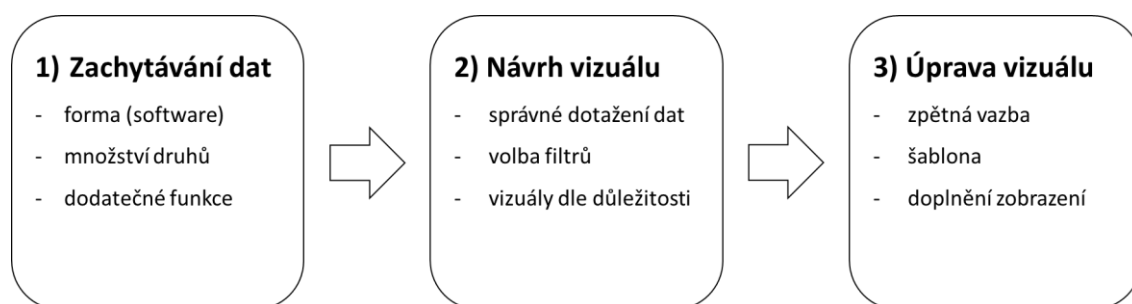 1) Zachytávání dat
- forma (software)
- množství druhů
- dodatečné funkce
2) Návrh vizuálu
- správné dotažení dat
- volba filtrů
- vizuály dle důležitosti
3) Úprava vizuálu
- zpětná vazba
- šablona
- doplnění zobrazení